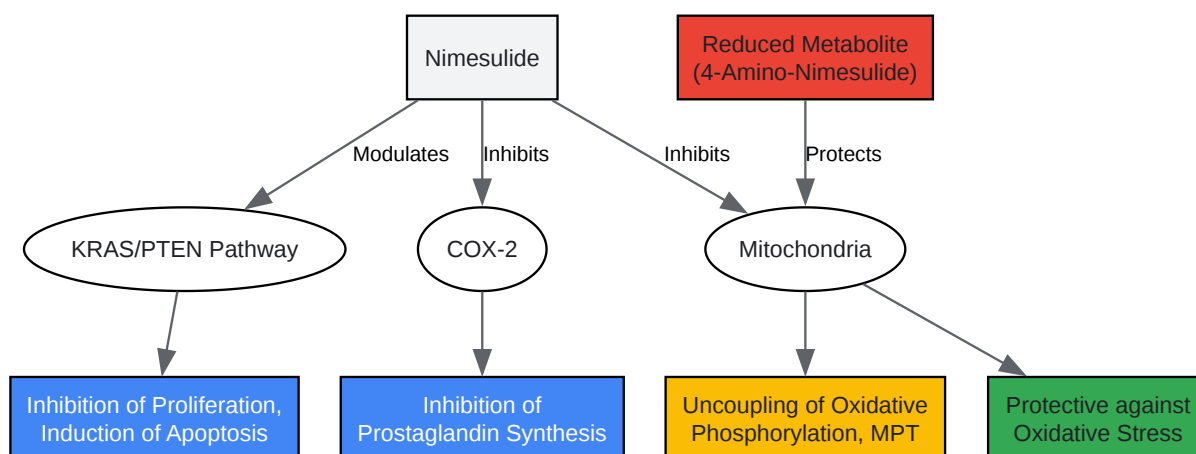 Nimesulide
Reduced Metabolite
(4-Amino-Nimesulide)
Modulates
Inhibits
Inhibits
Protects
KRAS/PTEN Pathway
COX-2
Mitochondria
Inhibition of Proliferation,
Induction of Apoptosis
Inhibition of
Prostaglandin Synthesis
Uncoupling of Oxidative
Phosphorylation, MPT
Protective against
Oxidative Stress